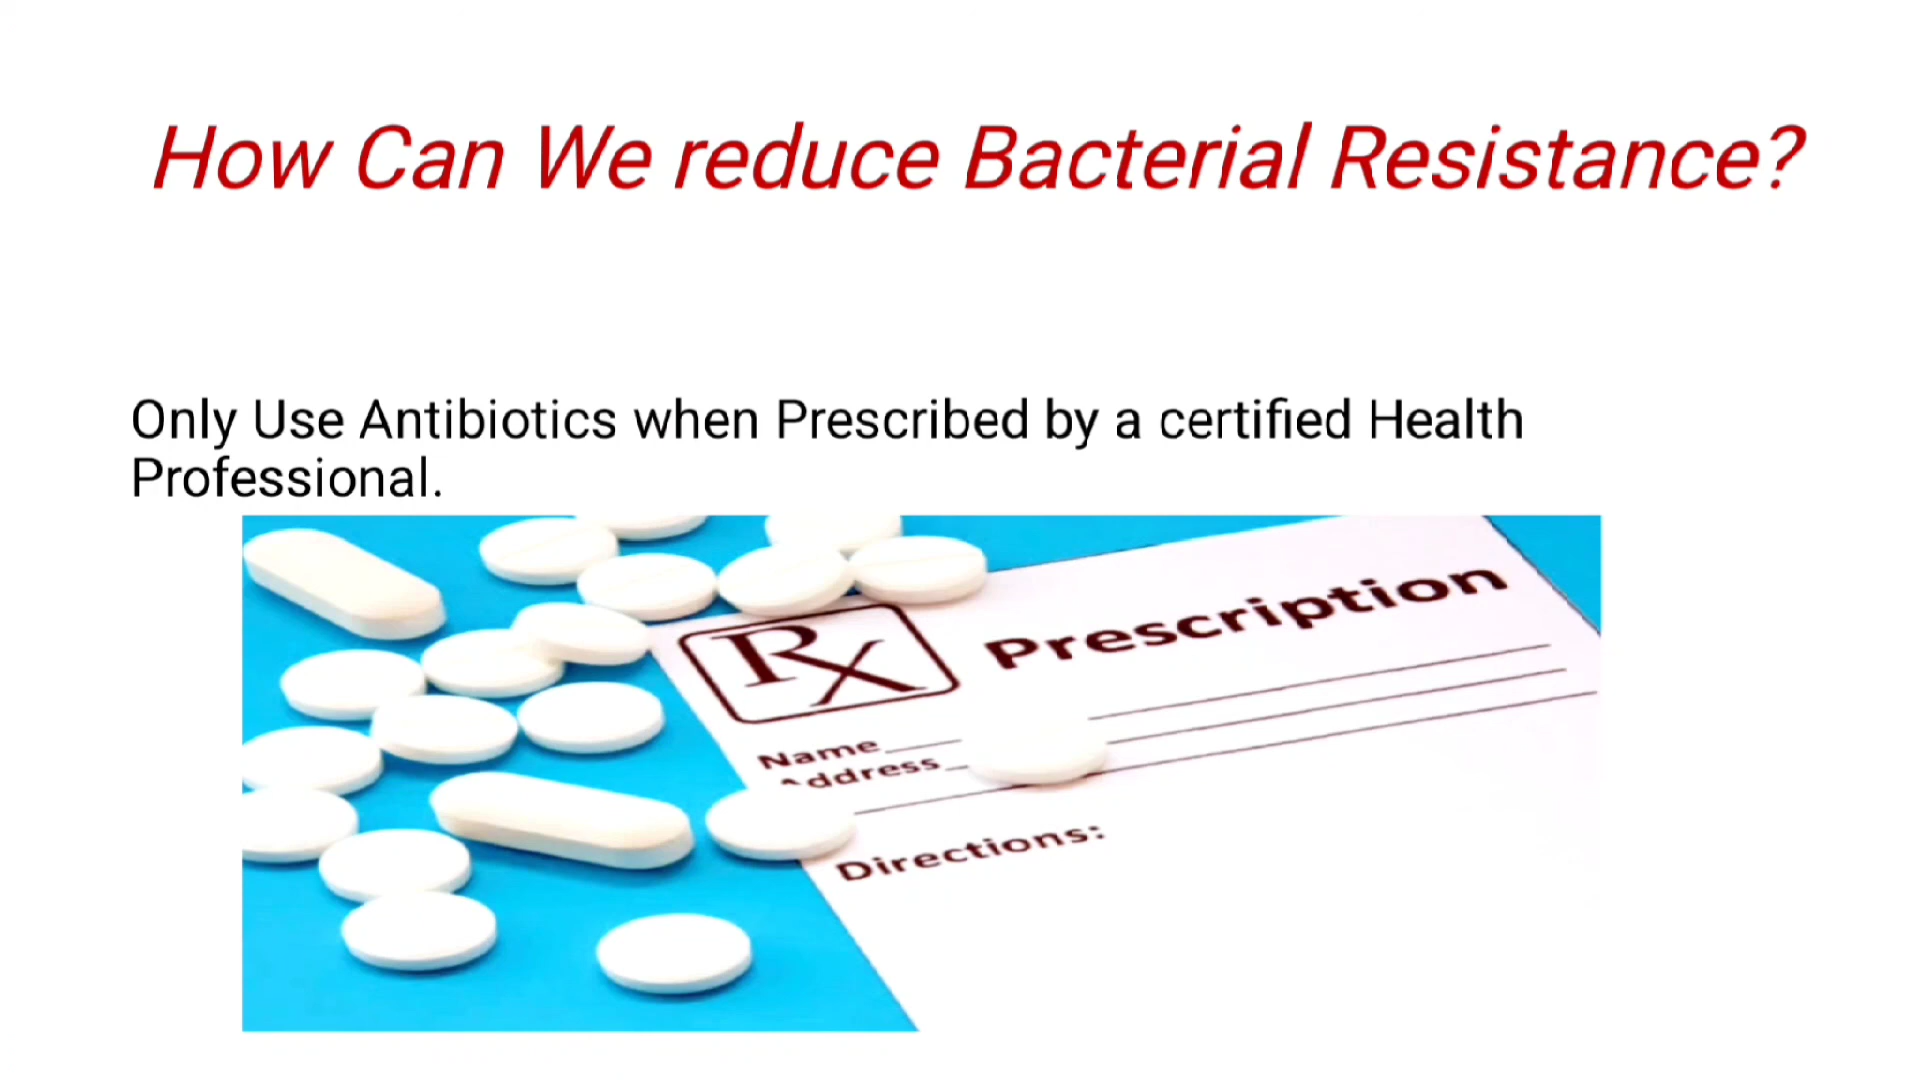 How Can We reduce Bacterial Resistance?
Only Use Antibiotics when Prescribed by a certified Health
Professional.
Rx Prescription
Name
Address
Directions: